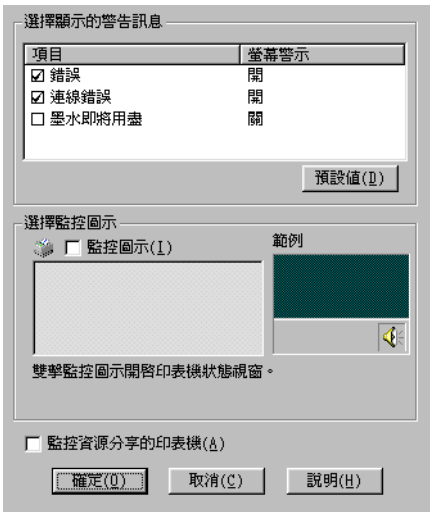 選擇顯示的警告訊息
項目 螢幕警示
錯誤 開
連線錯誤 開
墨水即將用盡 關
預設值(D)
選擇監控圖示
監控圖示(I)
範例
雙擊監控圖示開啓印表機狀態視窗。
監控資源分享的印表機(A)
確定(O) 取消(C) 說明(H)